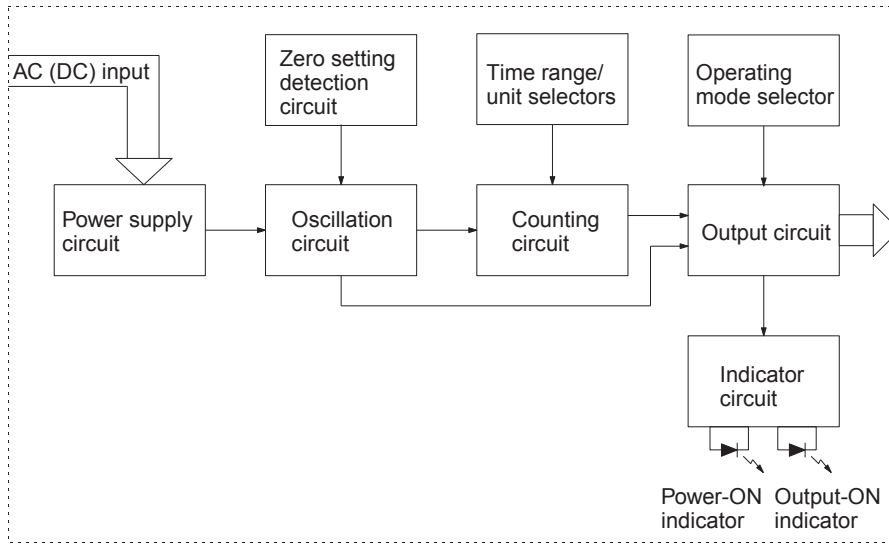 AC (DC) input
Zero setting
detection
circuit
Time range/
unit selectors
Operating
mode selector
Power supply
circuit
Oscillation
circuit
Counting
circuit
Output circuit
Indicator
circuit
Power-ON
indicator
Output-ON
indicator